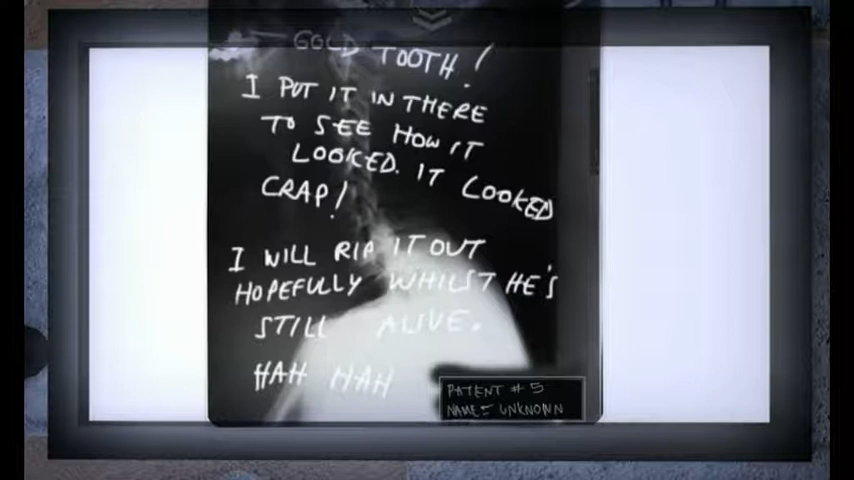 GOLD TOOTH!
I PUT IT IN THERE
TO SEE HOW IT
LOOKED. IT LOOKED
CRAP!
I WILL RIP IT OUT
HOPEFULLY WHILST HE'S
STILL ALIVE.
HAH HAH
PATENT # 5
NAME: UNKNOWN